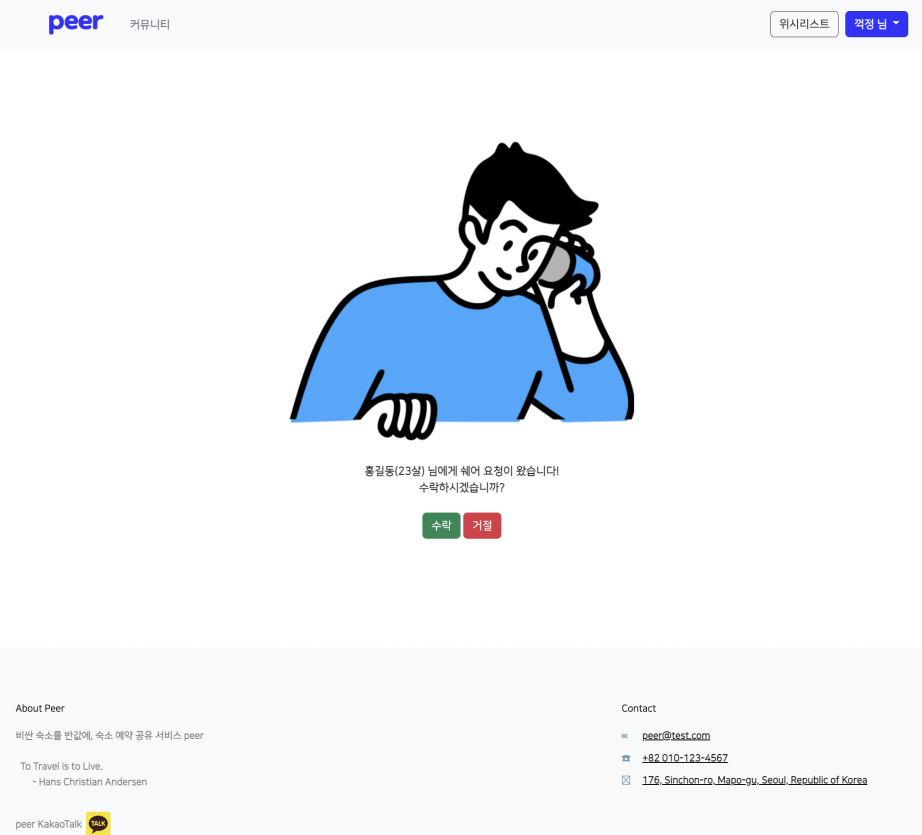 peer
커뮤니티
위시리스트
꺽정 님
홍길동(23살) 님에게 쉐어 요청이 왔습니다!
수락하시겠습니까?
수락
거절
About Peer
비싼 숙소를 반값에, 숙소 예약 공유 서비스 peer
To Travel is to Live.
- Hans Christian Andersen
peer KakaoTalk
TALK
Contact
peer@test.com
+82 010-123-4567
176, Sinchon-ro, Mapo-gu, Seoul, Republic of Korea